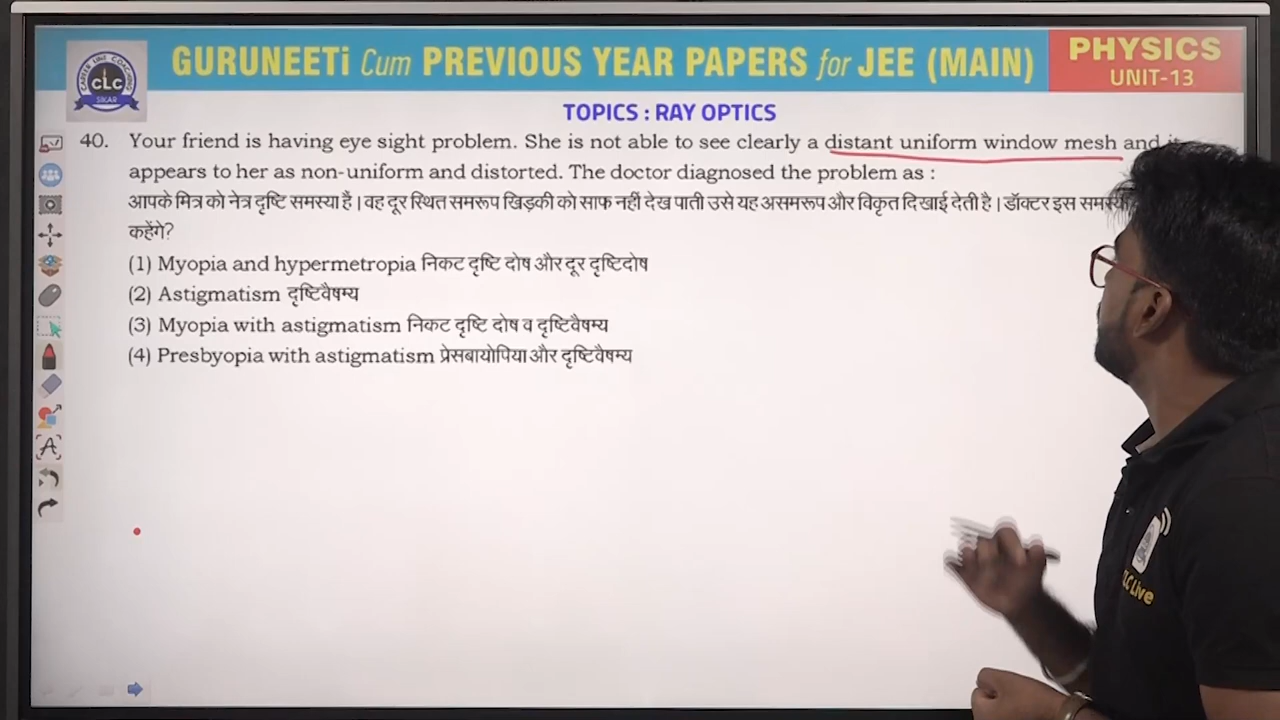 GURUNEETi Cum PREVIOUS YEAR PAPERS for JEE (MAIN)
PHYSICS
UNIT-13
CLC
SIKAR
TOPICS : RAY OPTICS
40. Your friend is having eye sight problem. She is not able to see clearly a distant uniform window mesh and it
appears to her as non-uniform and distorted. The doctor diagnosed the problem as :
आपके मित्र को नेत्र दृष्टि समस्या है। वह दूर स्थित समरूप खिड़की को साफ नहीं देख पाती उसे यह असमरूप और विकृत दिखाई देती है। डॉक्टर इस
कहेंगे?
(1) Myopia and hypermetropia निकट दृष्टि दोष और दूर दृष्टिदोष
(2) Astigmatism दृष्टिवैषम्य
(3) Myopia with astigmatism निकट दृष्टि दोष व दृष्टिवैषम्य
(4) Presbyopia with astigmatism प्रेसबायोपिया और दृष्टिवैषम्य
CLC Live